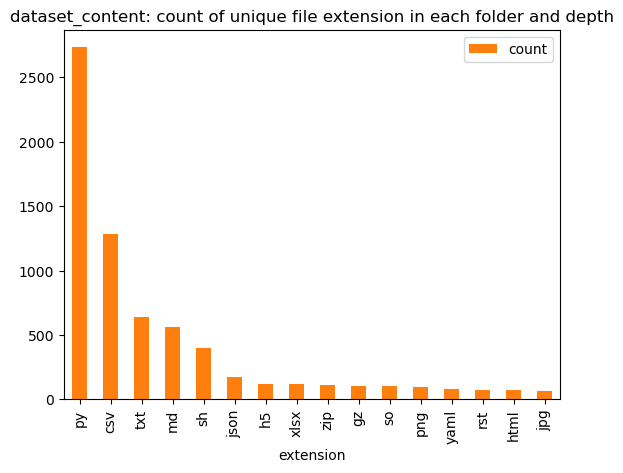 dataset_content: count of unique file extension in each folder and depth
count
2500
2000
1500
1000
500
0
py
csv
txt
md
sh
json
h5
xlsx
zip
gz
so
png
yaml
rst
html
jpg
extension